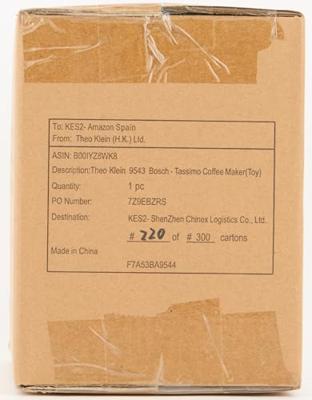 To: KES2- Amazon Spain
From: Theo Klein (H.K.) Ltd.
ASIN: B00IYZ8WK8
Description:Theo Klein 9543 Bosch - Tassimo Coffee Maker(Toy)
Quantity: 1 pc
PO Number: 7Z9EBZRS
Destination: KES2- ShenZhen Chinex Logistics Co., Ltd.
# 220 of # 300 cartons
Made in China
F7A53BA9544